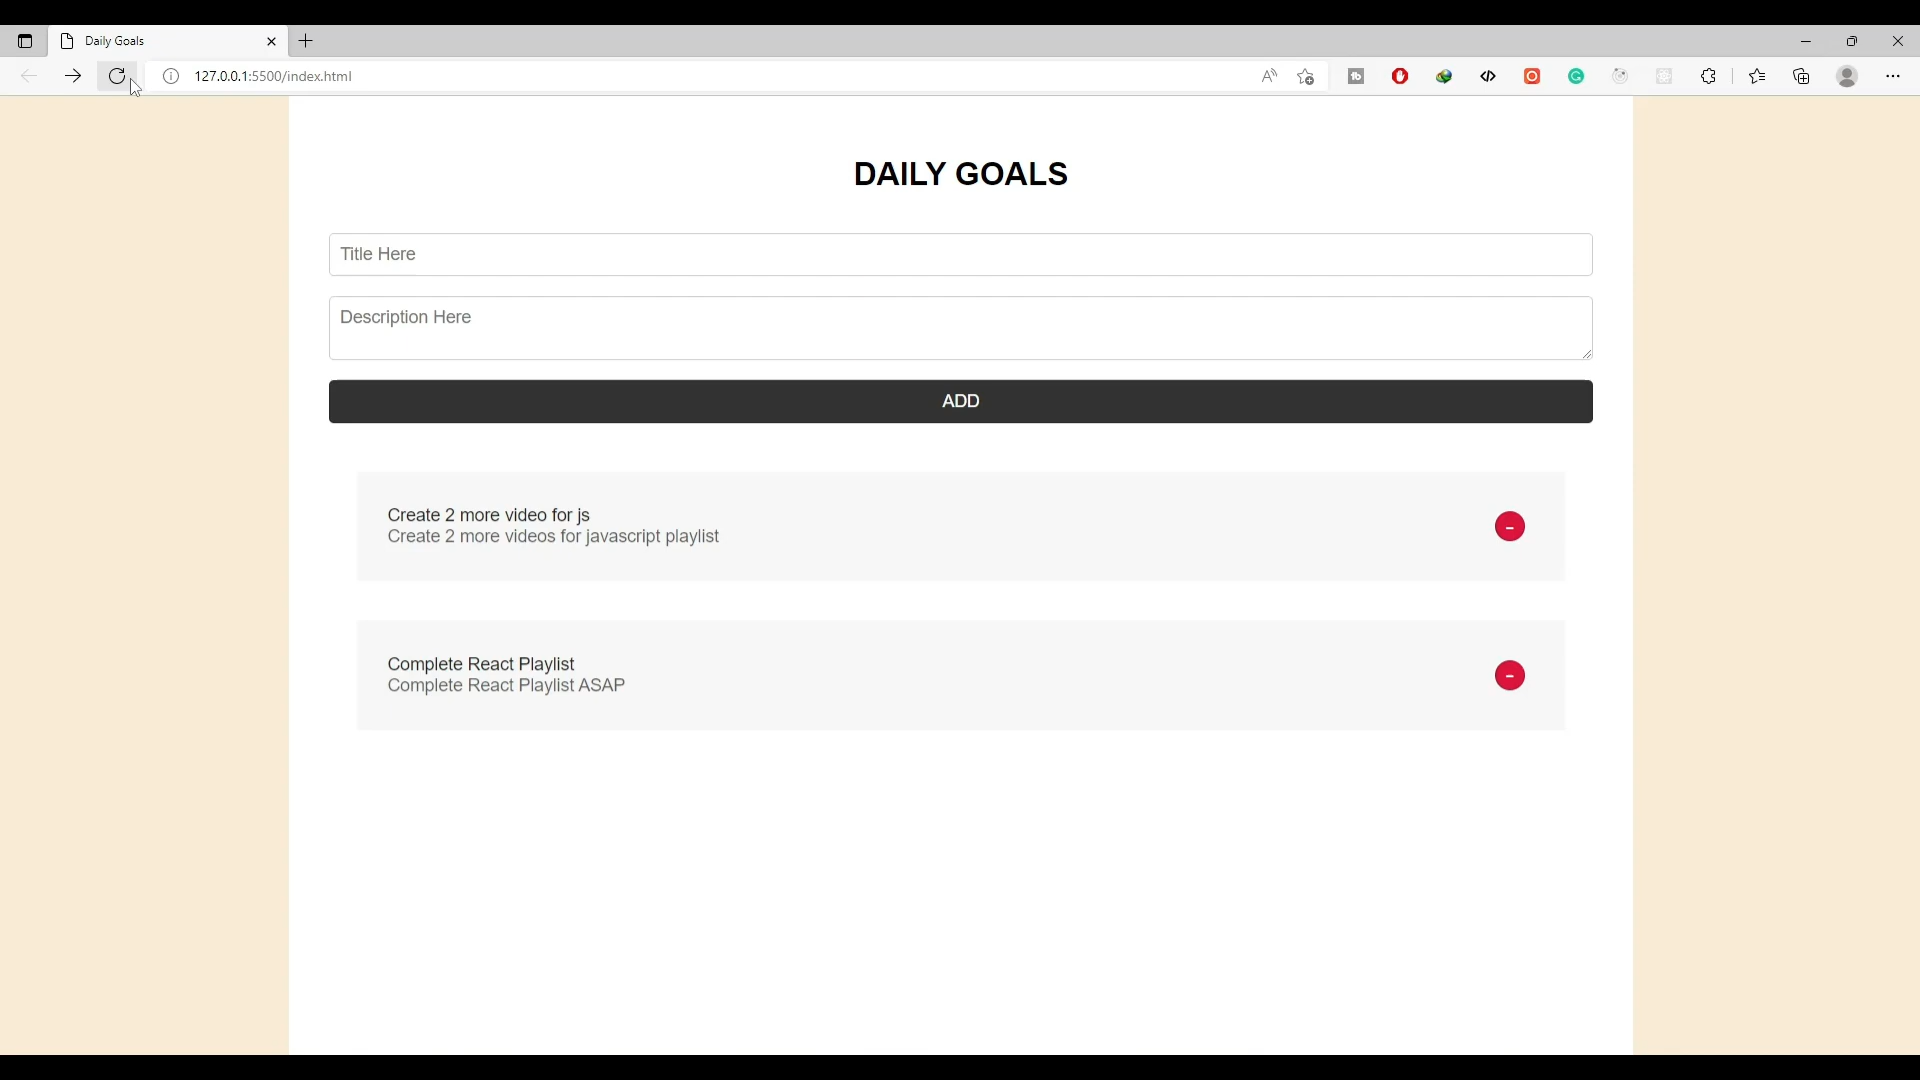 Daily Goals
127.0.0.1:5500/index.html
DAILY GOALS
Title Here
Description Here
ADD
Create 2 more video for js
Create 2 more videos for javascript playlist
-
Complete React Playlist
Complete React Playlist ASAP
-